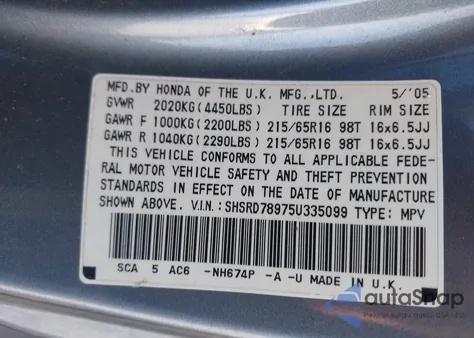 MFD.BY HONDA OF THE U.K. MFG.,LTD. 5/'05
GVWR 2020KG(4450LBS) TIRE SIZE RIM SIZE
GAWR F 1000KG(2200LBS) 215/65R16 98T 16x6.5JJ
GAWR R 1040KG(2290LBS) 215/65R16 98T 16x6.5JJ
THIS VEHICLE CONFORMS TO ALL APPLICABLE FEDE-
RAL MOTOR VEHICLE SAFETY AND THEFT PREVENTION
STANDARDS IN EFFECT ON THE DATE OF MANUFACTURE
SHOWN ABOVE. V.I.N.:SHSRD78975U335099 TYPE: MPV
SCA 5 AC6 -NH674P -A -U MADE IN U.K.
autoSnap